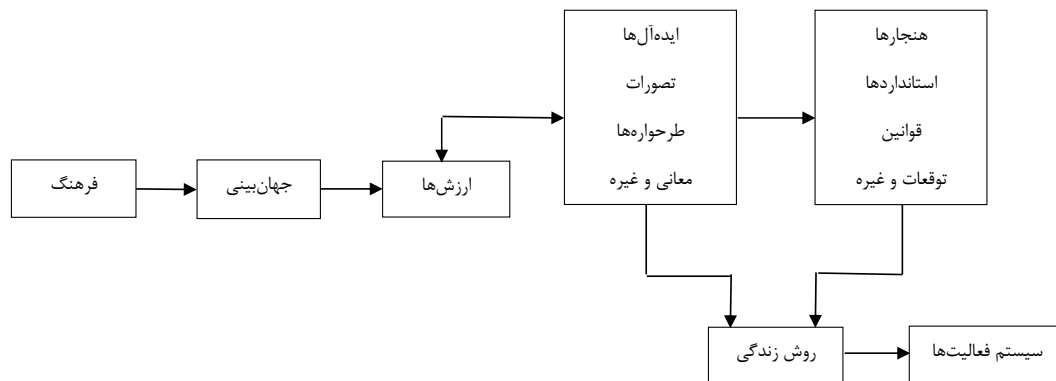 فرهنگ
جهان‌بینی
ارزش‌ها
ایده‌آل‌ها
تصورات
طرحواره‌ها
معانی و غیره
هنجارها
استانداردها
قوانین
توقعات و غیره
روش زندگی
سیستم فعالیت‌ها